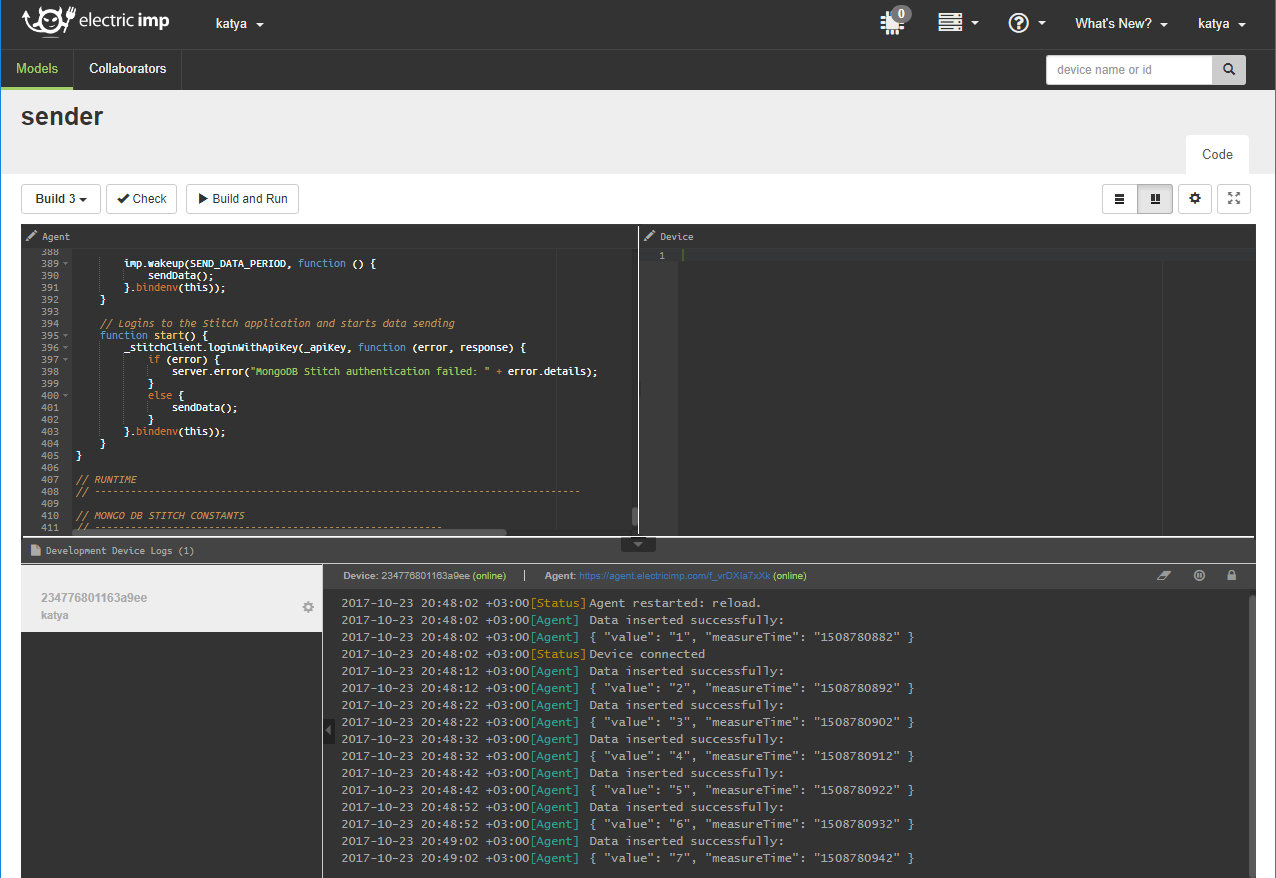 electric imp katya 0 What's New? katya
Models Collaborators device name or id
sender
Code
Build 3 Check Build and Run
Agent Device
388
389 imp.wakeup(SEND_DATA_PERIOD, function () {
390 sendData();
391 }.bindenv(this));
392 }
393
394 // Logins to the Stitch application and starts data sending
395 function start() {
396 _stitchClient.loginWithApiKey(_apiKey, function (error, response) {
397 if (error) {
398 server.error("MongoDB Stitch authentication failed: " + error.details);
399 }
400 else {
401 sendData();
402 }
403 }.bindenv(this));
404 }
405 }
406
407 // RUNTIME
408 // ---------------------------------------------------------------------------------
409
410 // MONGO DB STITCH CONSTANTS
411 // ----------------------------------------------------------
1
Development Device Logs (1)
234776801163a9ee
katya
Device: 234776801163a9ee (online) | Agent: https://agent.electricimp.com/f_vrDXIa7xXk (online)
2017-10-23 20:48:02 +03:00 [Status] Agent restarted: reload.
2017-10-23 20:48:02 +03:00 [Agent] Data inserted successfully:
2017-10-23 20:48:02 +03:00 [Agent] { "value": "1", "measureTime": "1508780882" }
2017-10-23 20:48:02 +03:00 [Status] Device connected
2017-10-23 20:48:12 +03:00 [Agent] Data inserted successfully:
2017-10-23 20:48:12 +03:00 [Agent] { "value": "2", "measureTime": "1508780892" }
2017-10-23 20:48:22 +03:00 [Agent] Data inserted successfully:
2017-10-23 20:48:22 +03:00 [Agent] { "value": "3", "measureTime": "1508780902" }
2017-10-23 20:48:32 +03:00 [Agent] Data inserted successfully:
2017-10-23 20:48:32 +03:00 [Agent] { "value": "4", "measureTime": "1508780912" }
2017-10-23 20:48:42 +03:00 [Agent] Data inserted successfully:
2017-10-23 20:48:42 +03:00 [Agent] { "value": "5", "measureTime": "1508780922" }
2017-10-23 20:48:52 +03:00 [Agent] Data inserted successfully:
2017-10-23 20:48:52 +03:00 [Agent] { "value": "6", "measureTime": "1508780932" }
2017-10-23 20:49:02 +03:00 [Agent] Data inserted successfully:
2017-10-23 20:49:02 +03:00 [Agent] { "value": "7", "measureTime": "1508780942" }